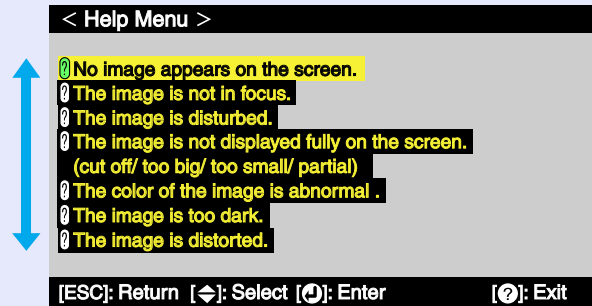 < Help Menu >
? No image appears on the screen.
? The image is not in focus.
? The image is disturbed.
? The image is not displayed fully on the screen.
(cut off/ too big/ too small/ partial)
? The color of the image is abnormal .
? The image is too dark.
? The image is distorted.
[ESC]: Return [◆]: Select [⏎]: Enter [?]: Exit